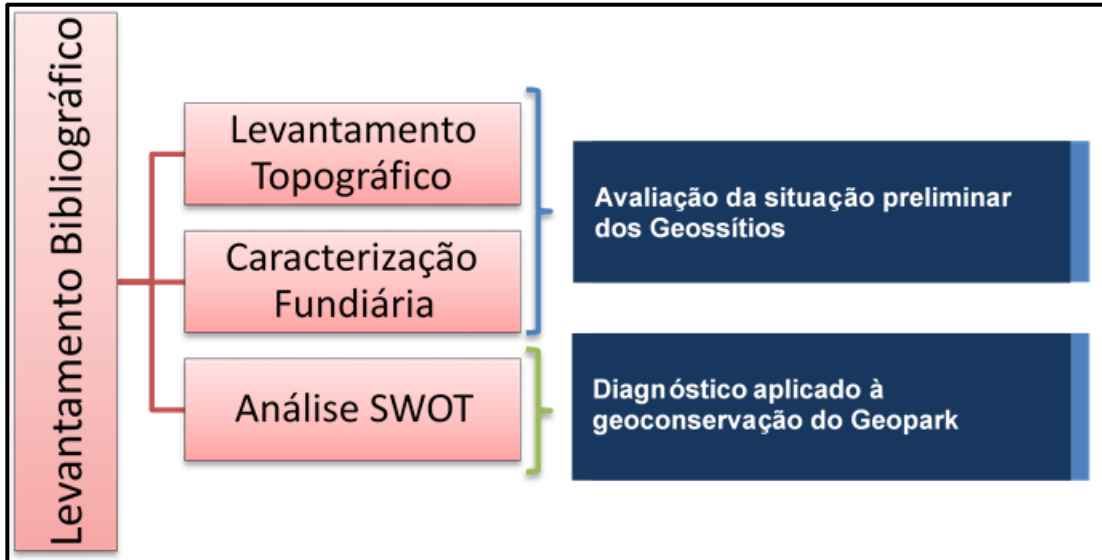 Levantamento Bibliográfico
Levantamento
Topográfico
Caracterização
Fundiária
Análise SWOT
Avaliação da situação preliminar
dos Geossítios
Diagnóstico aplicado à
geoconservação do Geopark